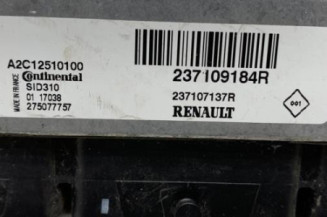 A2C12510100
Continental
MADE IN FRANCE
SID310
01 17038
275077757
237109184R
237107137R
RENAULT
001